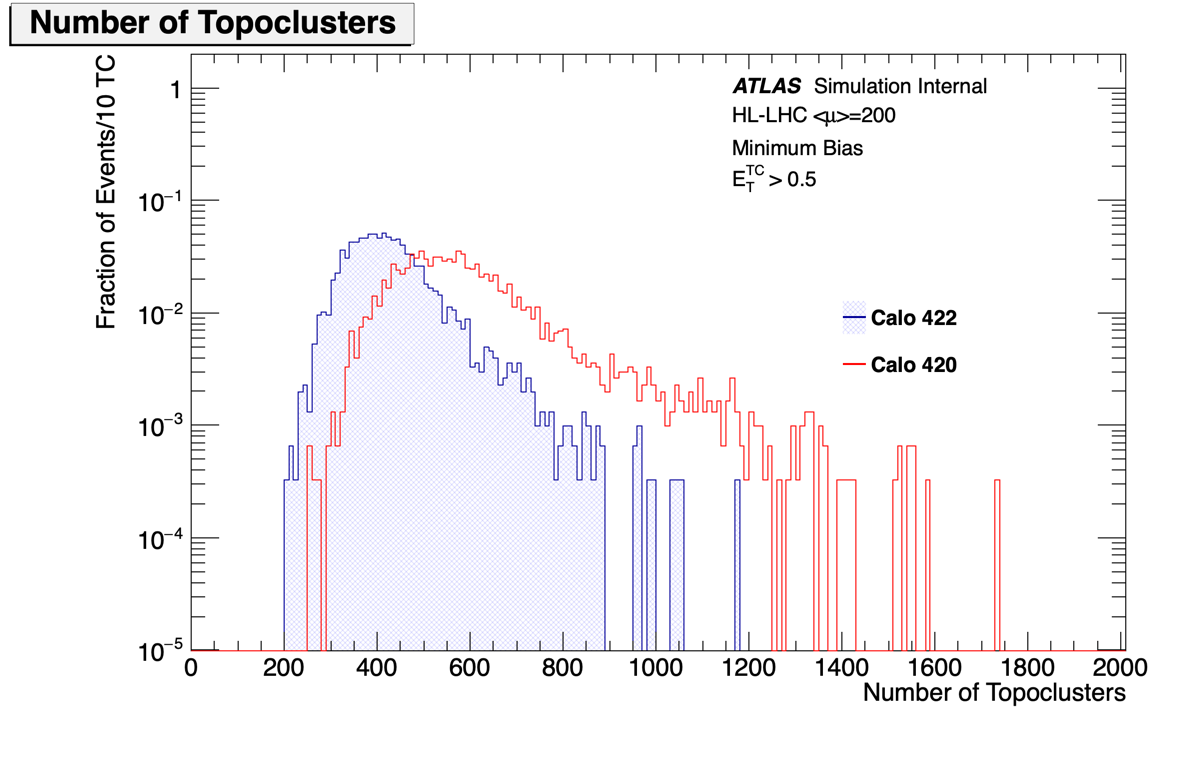 Number of Topoclusters
Fraction of Events/10 TC
1
10−1
10−2
10−3
10−4
10−5
ATLAS Simulation Internal
HL-LHC <μ>=200
Minimum Bias
E_T^TC > 0.5
Calo 422
Calo 420
0 200 400 600 800 1000 1200 1400 1600 1800 2000
Number of Topoclusters